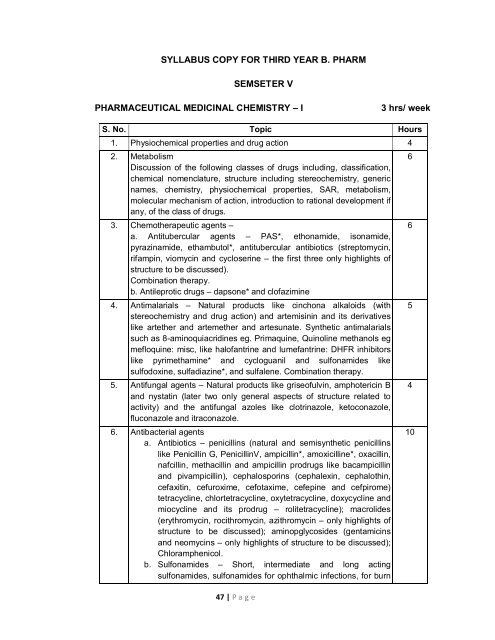 SYLLABUS COPY FOR THIRD YEAR B. PHARM
SEMSETER V
PHARMACEUTICAL MEDICINAL CHEMISTRY – I 3 hrs/ week
S. No. Topic Hours
1. Physiochemical properties and drug action 4
2. Metabolism 6
Discussion of the following classes of drugs including, classification,
chemical nomenclature, structure including stereochemistry, generic
names, chemistry, physiochemical properties, SAR, metabolism,
molecular mechanism of action, introduction to rational development if
any, of the class of drugs.
3. Chemotherapeutic agents – 6
a. Antitubercular agents – PAS*, ethonamide, isonamide,
pyrazinamide, ethambutol*, antitubercular antibiotics (streptomycin,
rifampin, viomycin and cycloserine – the first three only highlights of
structure to be discussed).
Combination therapy.
b. Antileprotic drugs – dapsone* and clofazimine
4. Antimalarials – Natural products like cinchona alkaloids (with 5
stereochemistry and drug action) and artemisinin and its derivatives
like artether and artemether and artesunate. Synthetic antimalarials
such as 8-aminoquiacridines eg. Primaquine, Quinoline methanols eg
mefloquine: misc, like halofantrine and lumefantrine: DHFR inhibitors
like pyrimethamine* and cycloguanil and sulfonamides like
sulfodoxine, sulfadiazine*, and sulfalene. Combination therapy.
5. Antifungal agents – Natural products like griseofulvin, amphotericin B 4
and nystatin (later two only general aspects of structure related to
activity) and the antifungal azoles like clotrinazole, ketoconazole,
fluconazole and itraconazole.
6. Antibacterial agents 10
a. Antibiotics – penicillins (natural and semisynthetic penicillins
like Penicillin G, PenicillinV, ampicillin*, amoxicilline*, oxacillin,
nafcillin, methacillin and ampicillin prodrugs like bacampicillin
and pivampicillin), cephalosporins (cephalexin, cephalothin,
cefaxitin, cefuroxime, cefotaxime, cefepine and cefpirome)
tetracycline, chlortetracycline, oxytetracycline, doxycycline and
miocycline and its prodrug – rolitetracycline); macrolides
(erythromycin, rocithromycin, azithromycin – only highlights of
structure to be discussed); aminopglycosides (gentamicins
and neomycins – only highlights of structure to be discussed);
Chloramphenicol.
b. Sulfonamides – Short, intermediate and long acting
sulfonamides, sulfonamides for ophthalmic infections, for burn
47 | Page